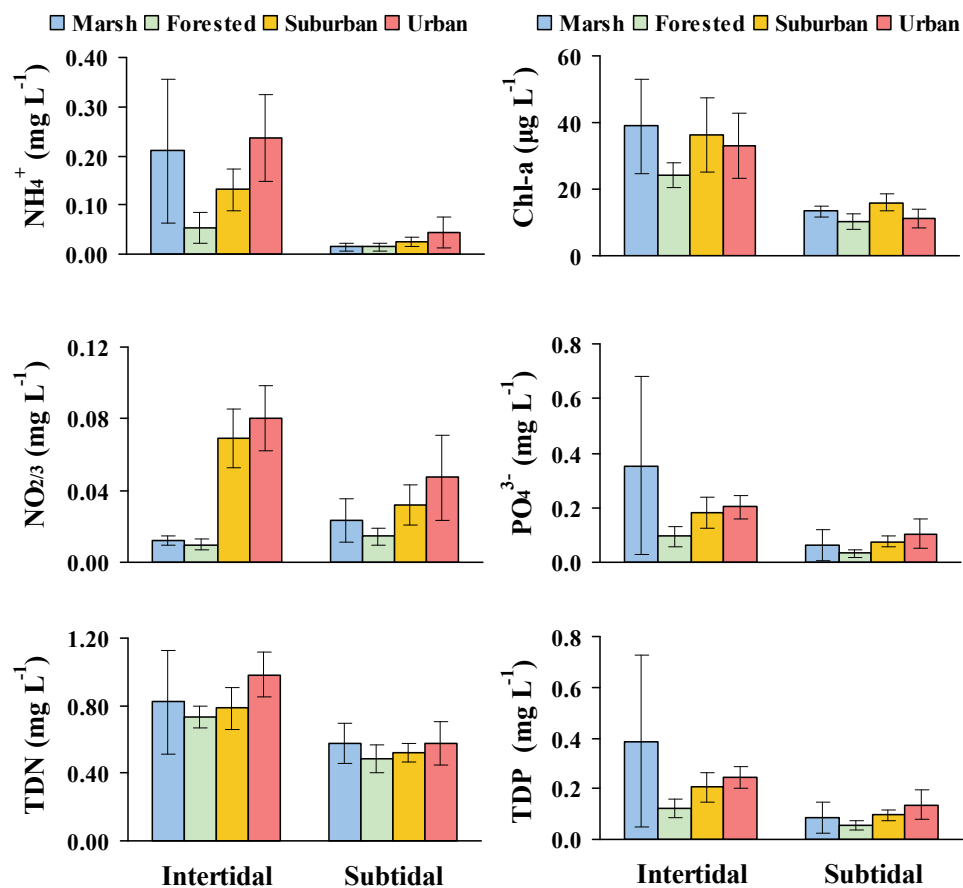 Marsh Forested Suburban Urban
Marsh Forested Suburban Urban
NH₄⁺ (mg L⁻¹)
0.40
0.30
0.20
0.10
0.00
Chl-a (µg L⁻¹)
60
40
20
0
NO₂/₃ (mg L⁻¹)
0.12
0.08
0.04
0.00
PO₄³⁻ (mg L⁻¹)
0.8
0.6
0.4
0.2
0.0
TDN (mg L⁻¹)
1.20
0.80
0.40
0.00
Intertidal Subtidal
TDP (mg L⁻¹)
0.8
0.6
0.4
0.2
0.0
Intertidal Subtidal